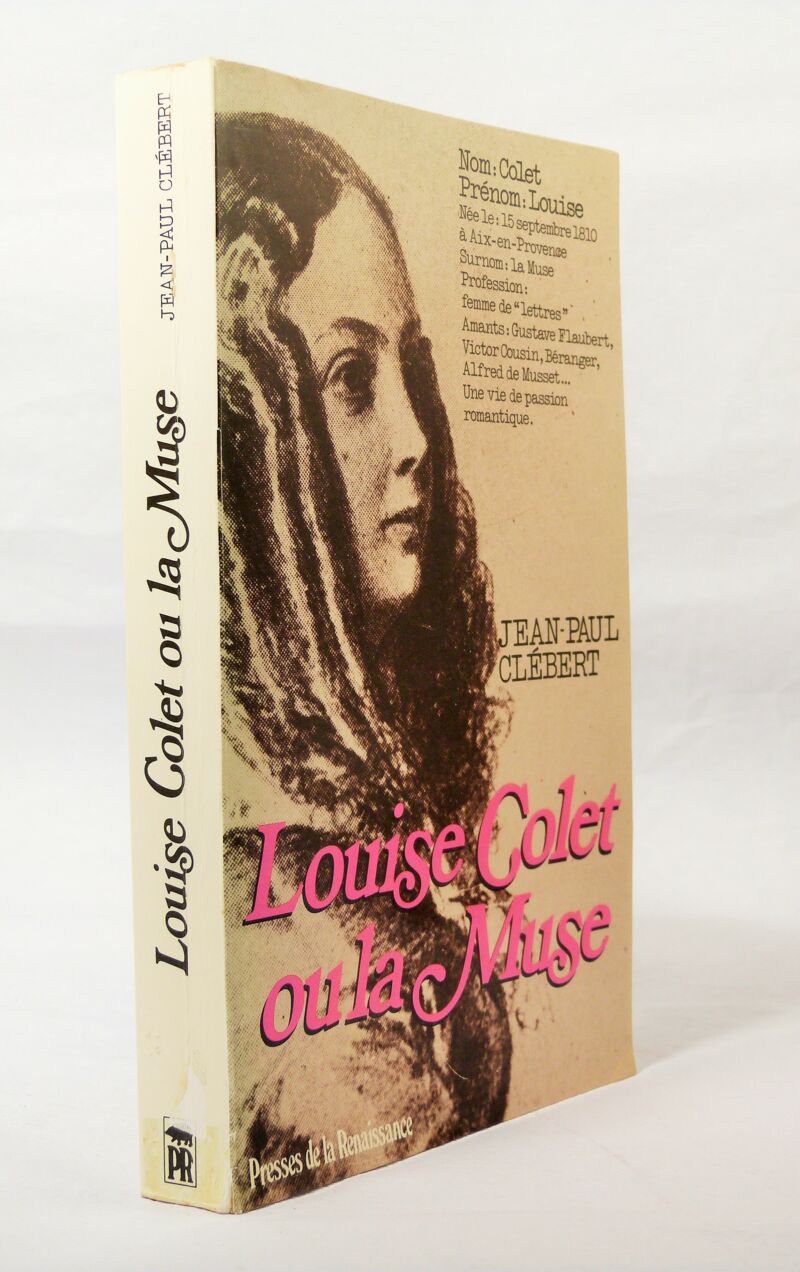 JEAN-PAUL CLÉBERT
Louise Colet ou la Muse
PR
Nom: Colet
Prénom: Louise
Née le: 15 septembre 1810
à Aix-en-Provence
Surnom: la Muse
Profession:
femme de "lettres"
Amants: Gustave Flaubert,
Victor Cousin, Béranger,
Alfred de Musset...
Une vie de passion
romantique.
JEAN-PAUL
CLÉBERT
Louise Colet
ou la Muse
Presses de la Renaissance